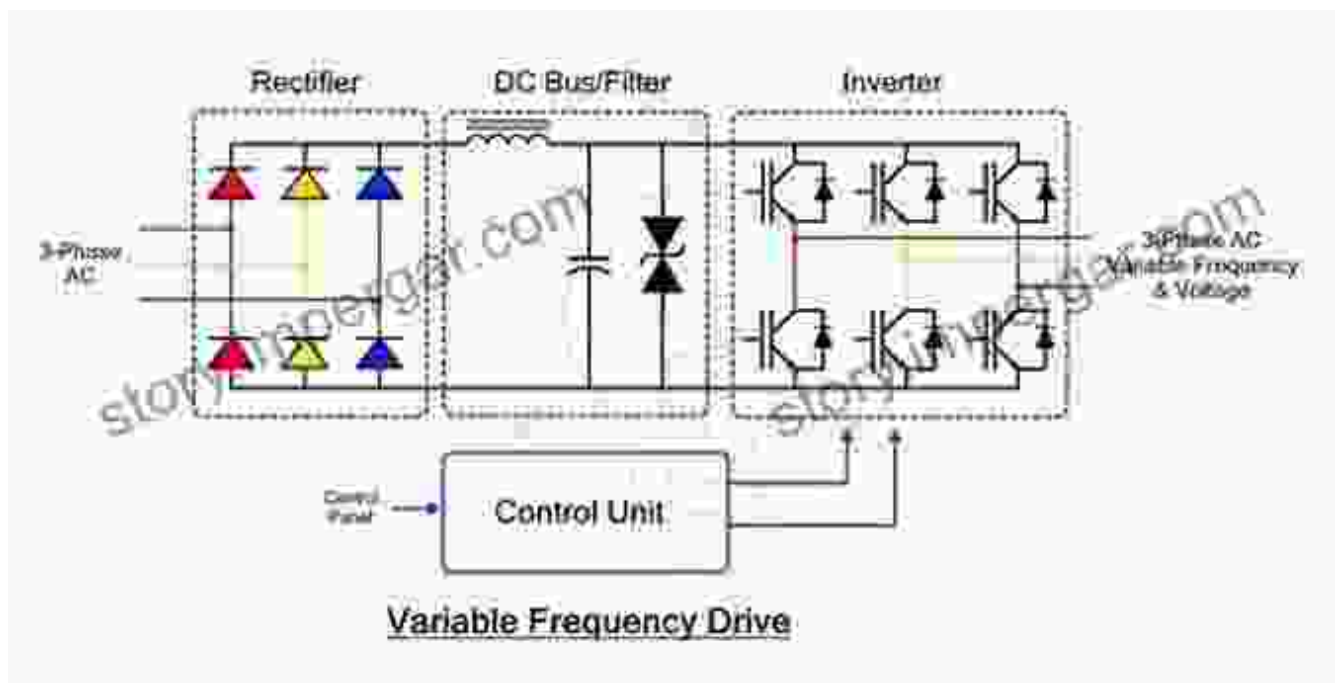 Rectifier
DC Bus/Filter
Inverter
3-Phase
AC
3-Phase AC
Variable Frequency
& Voltage
Control
Panel
Control Unit
Variable Frequency Drive